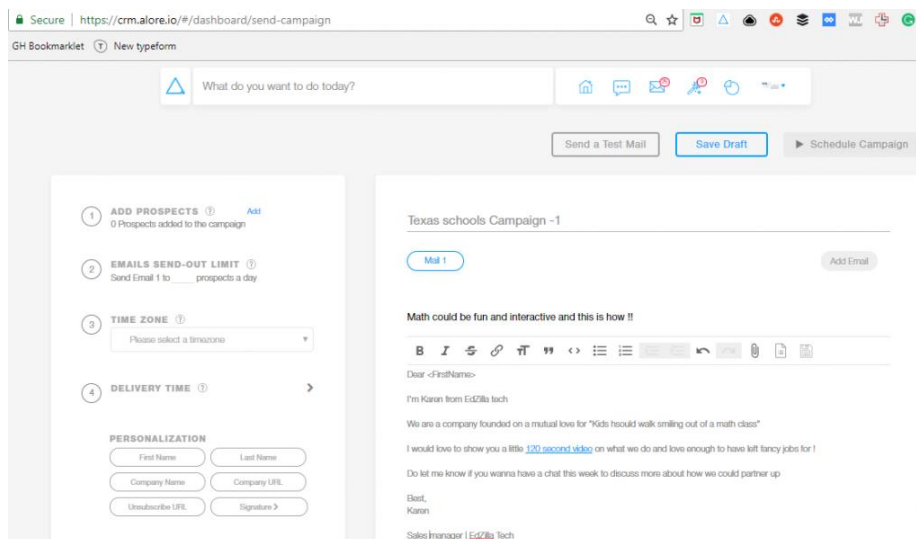 Secure | https://crm.alore.io/#/dashboard/send-campaign
GH Bookmarklet T New typeform
What do you want to do today?
Send a Test Mail
Save Draft
Schedule Campaign
1 ADD PROSPECTS ? Add
0 Prospects added to the campaign
2 EMAILS SEND-OUT LIMIT ?
Send Email 1 to prospects a day
3 TIME ZONE ?
Please select a timezone
4 DELIVERY TIME ?
PERSONALIZATION
First Name
Last Name
Company Name
Company URL
Unsubscribe URL
Signature >
Texas schools Campaign -1
Mail 1
Add Email
Math could be fun and interactive and this is how !!
Dear <FirstName>
I'm Karen from EdZilla tech
We are a company founded on a mutual love for "Kids hsould walk smiling out of a math class"
I would love to show you a little 120 second video on what we do and love enough to have left fancy jobs for !
Do let me know if you wanna have a chat this week to discuss more about how we could partner up
Best,
Karen
Sales manager | EdZilla Tech